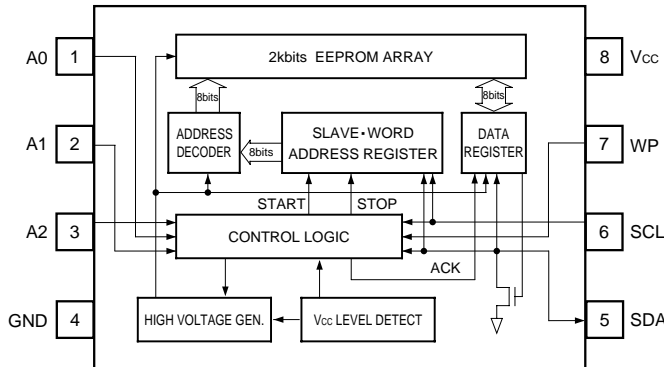 A0 1
2kbits EEPROM ARRAY
8 Vcc
8bits
8bits
A1 2
ADDRESS
DECODER
8bits
SLAVE・WORD
ADDRESS REGISTER
DATA
REGISTER
7 WP
START
STOP
A2 3
CONTROL LOGIC
6 SCL
ACK
GND 4
HIGH VOLTAGE GEN.
Vcc LEVEL DETECT
5 SDA